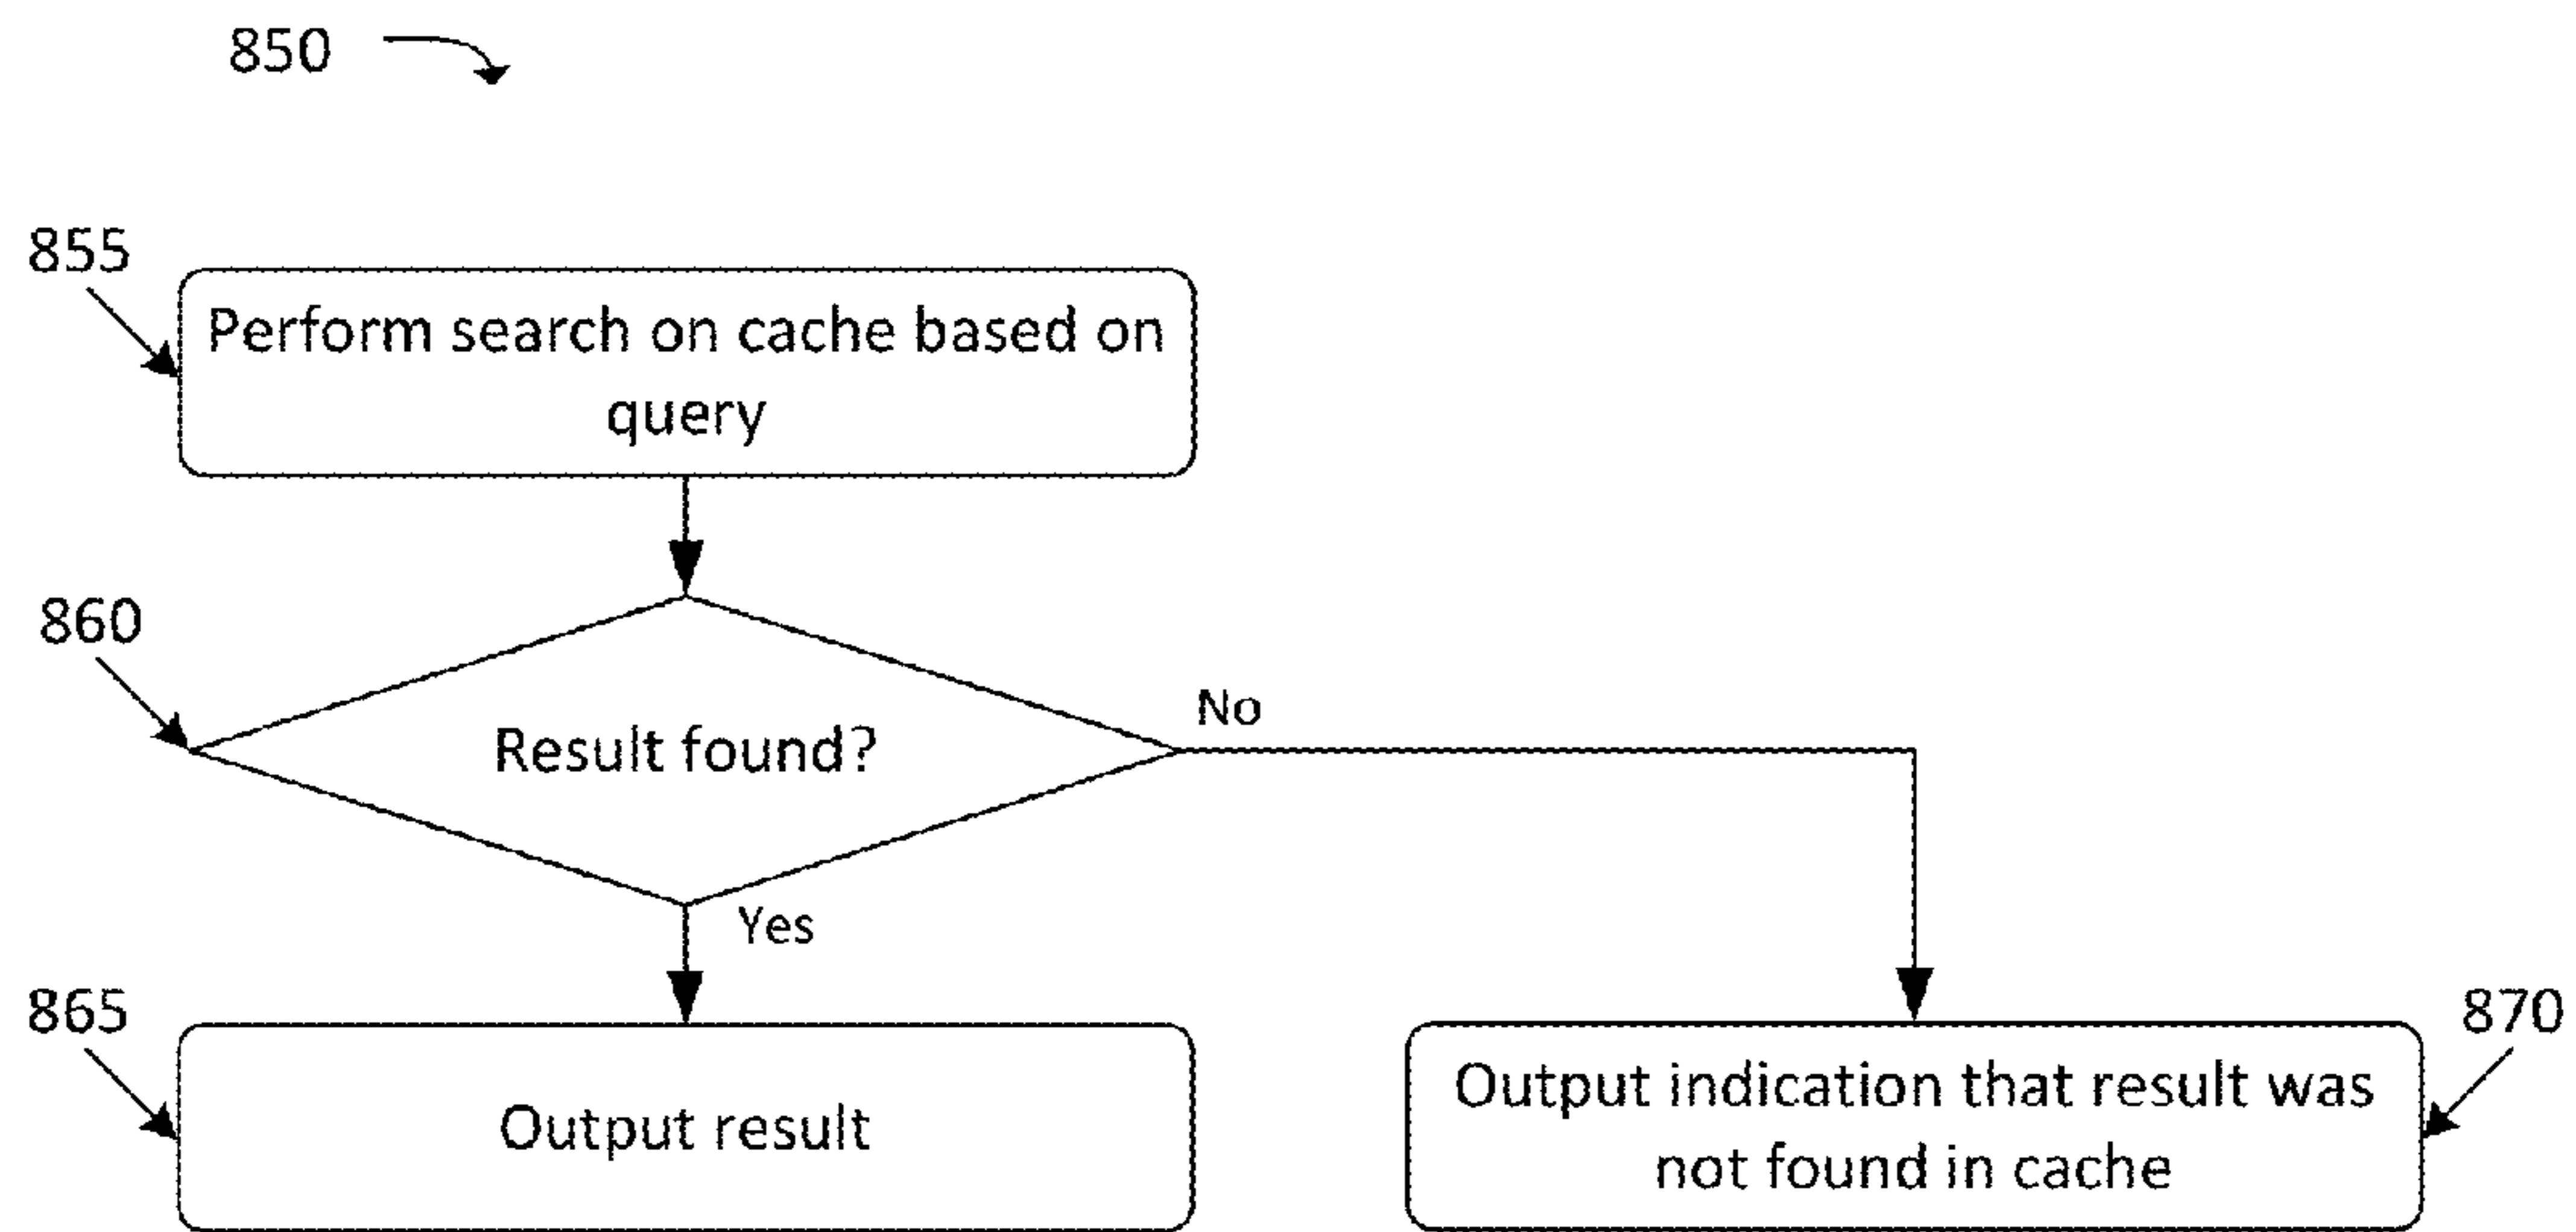 850
855
Perform search on cache based on
query
860
Result found?
No
Yes
865
Output result
870
Output indication that result was
not found in cache